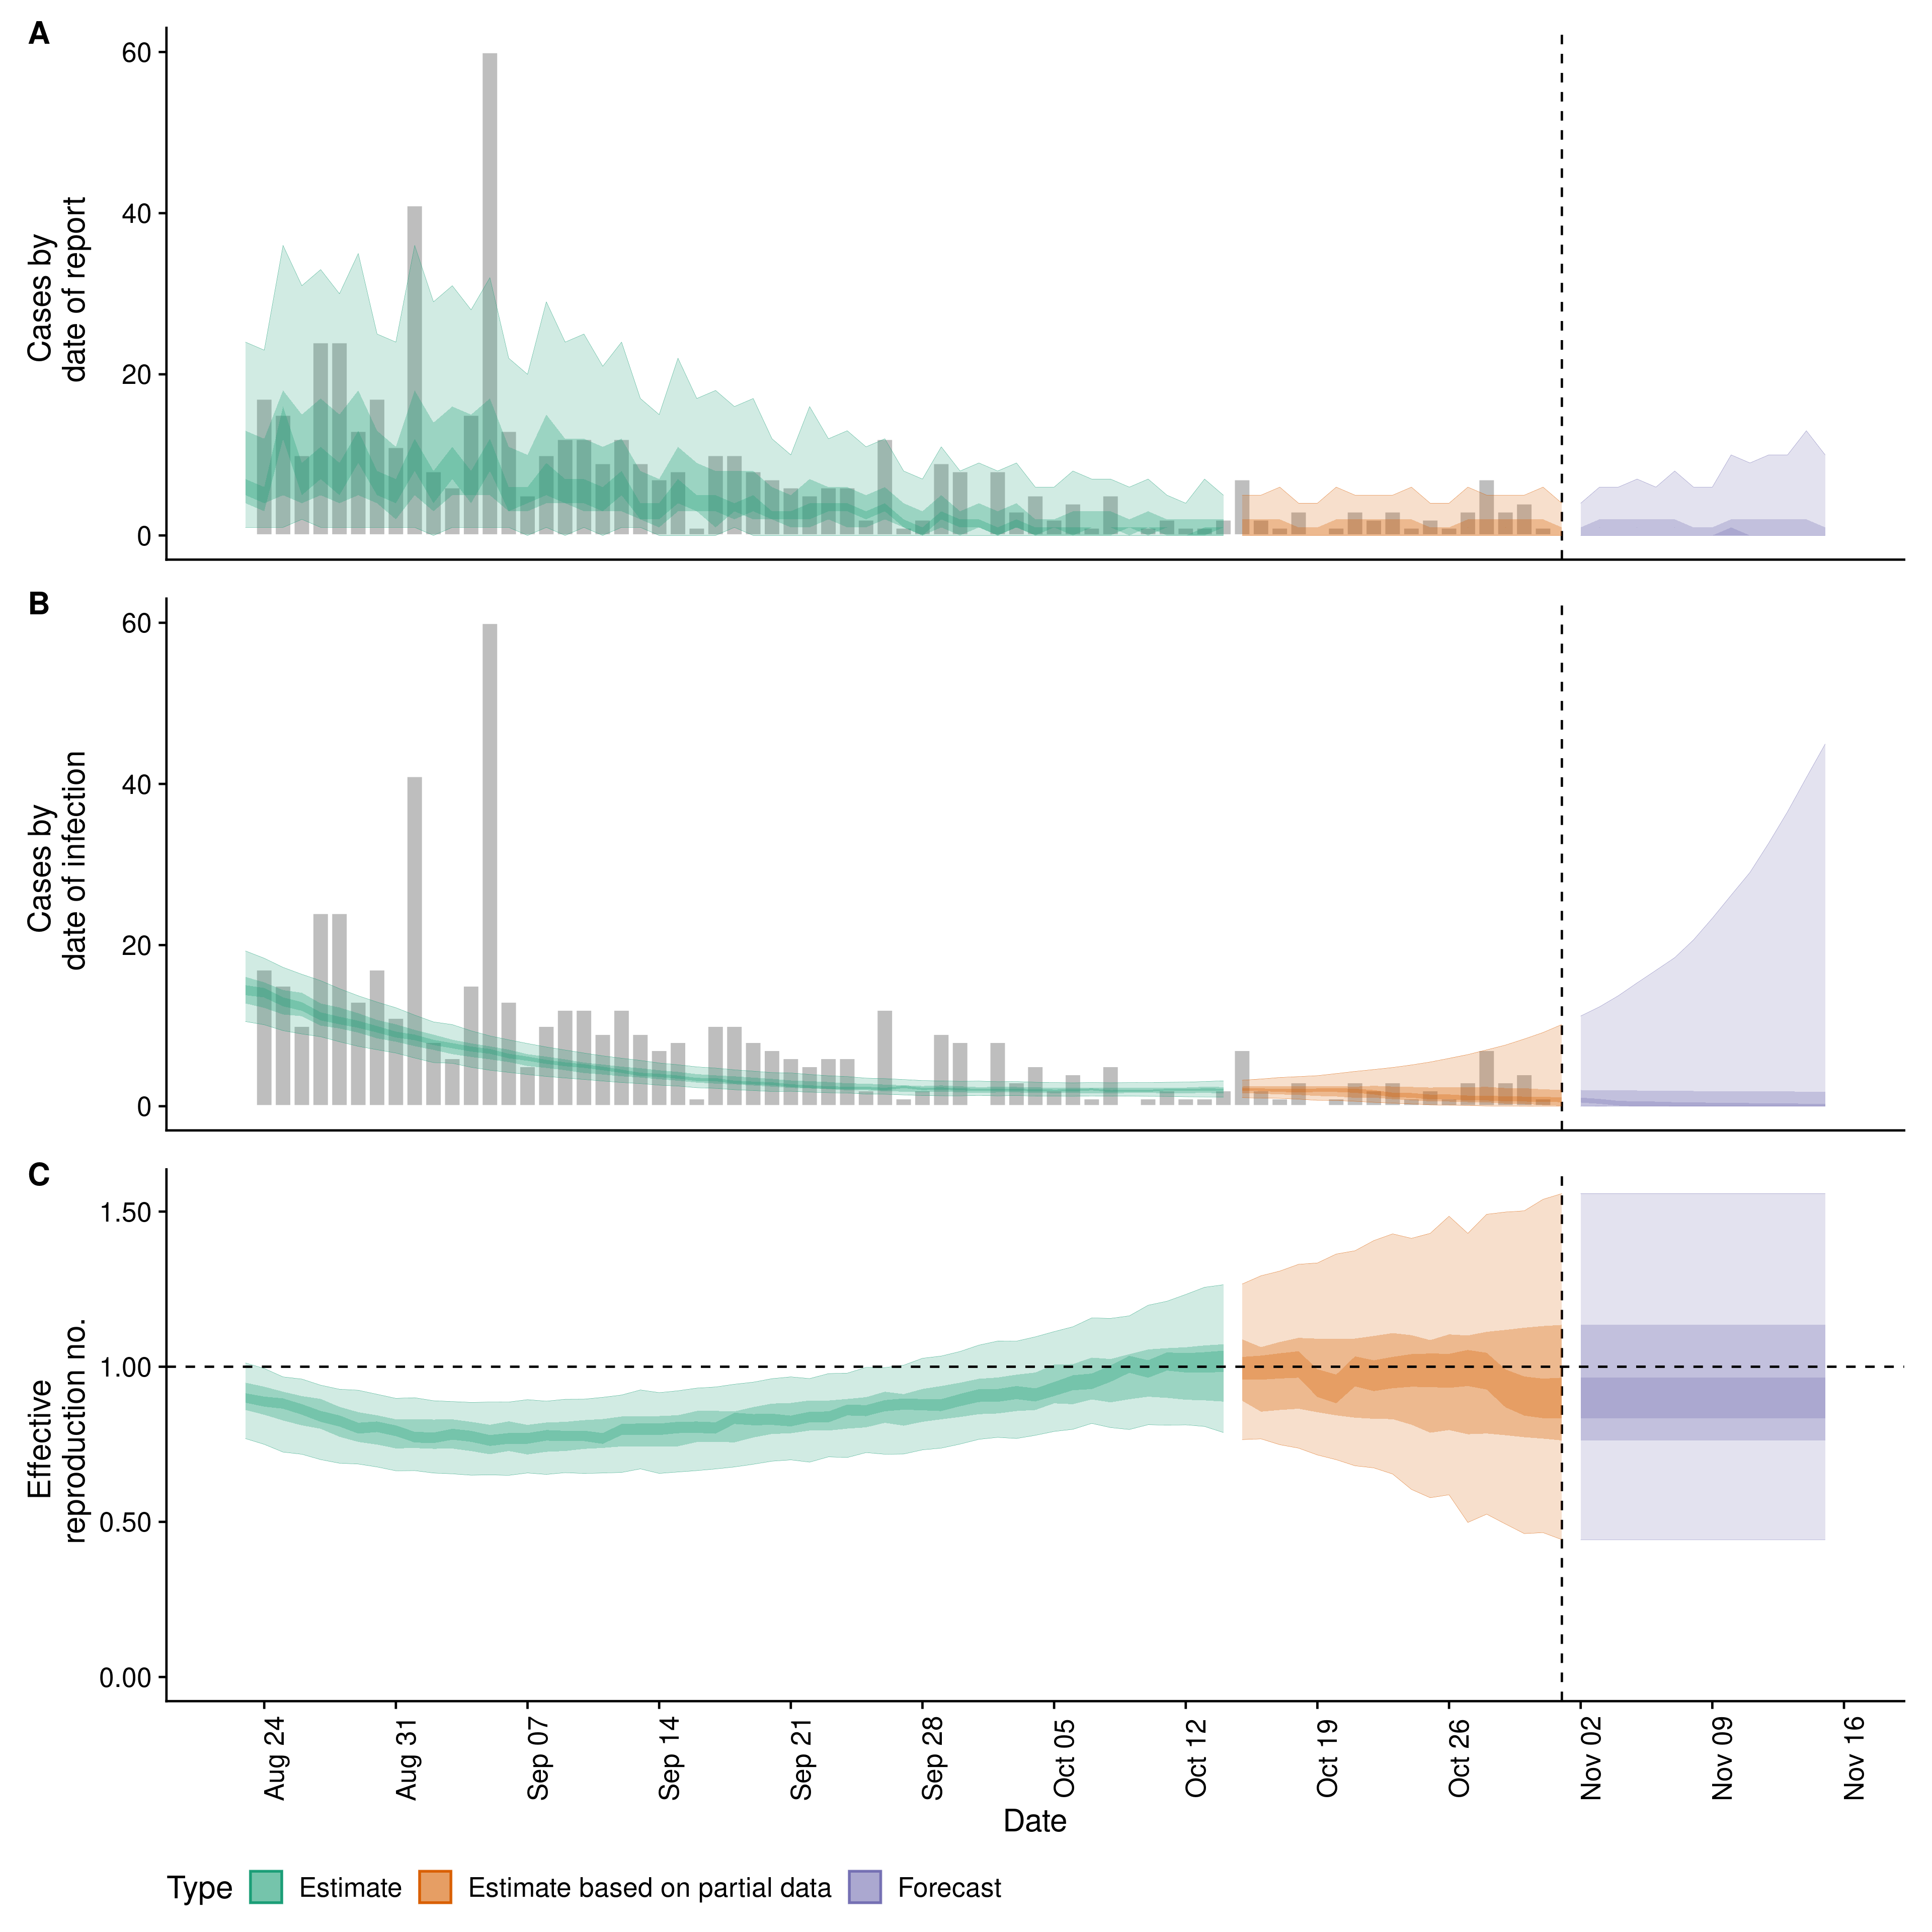 A
60
40
20
0
Cases by
date of report
B
60
40
20
0
Cases by
date of infection
C
1.50
1.00
0.50
0.00
Effective
reproduction no.
Aug 24
Aug 31
Sep 07
Sep 14
Sep 21
Sep 28
Oct 05
Oct 12
Oct 19
Oct 26
Nov 02
Nov 09
Nov 16
Date
Type Estimate Estimate based on partial data Forecast